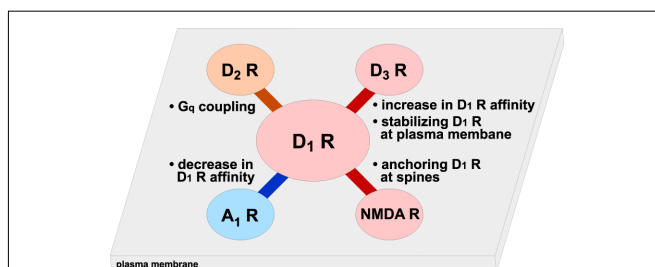 D₂ R
D₃ R
• Gq coupling
• increase in D₁ R affinity
• stabilizing D₁ R
at plasma membrane
D₁ R
• decrease in
D₁ R affinity
• anchoring D₁ R
at spines
A₁ R
NMDA R
plasma membrane